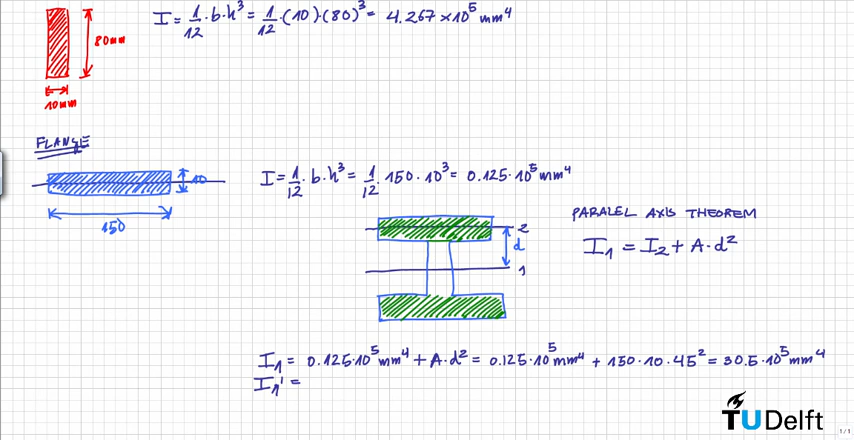 I = 1/12 · b · h³ = 1/12 · (10) · (80)³ = 4.267 × 10⁵ mm⁴
80mm
10mm
FLANGE
10
I = 1/12 · b · h³ = 1/12 · 150 · 10³ = 0.125 · 10⁵ mm⁴
150
PARALEL AXIS THEOREM
2
d
I₁ = I₂ + A · d²
1
I₁ = 0.125 · 10⁵ mm⁴ + A · d² = 0.125 · 10⁵ mm⁴ + 150 · 10 · 45² = 30.5 · 10⁵ mm⁴
I₁' =
TUDelft
1/1